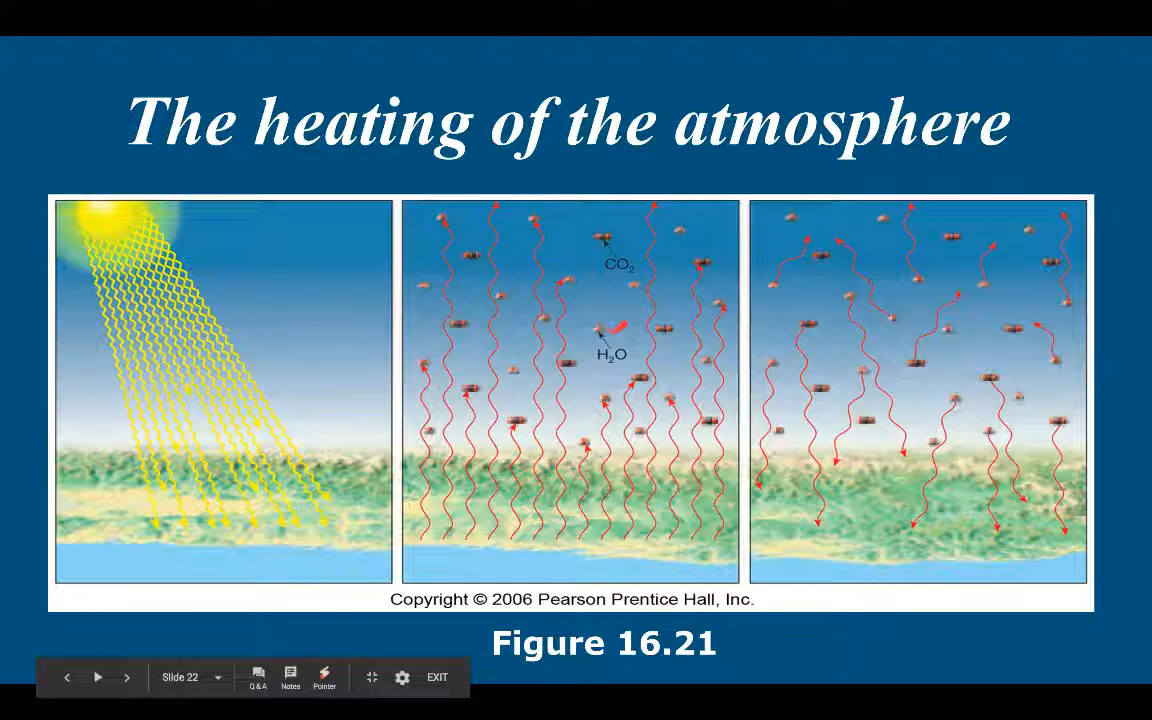 The heating of the atmosphere
CO₂
H₂O
Copyright © 2006 Pearson Prentice Hall, Inc.
Figure 16.21
Slide 22
Q & A
Notes
Pointer
EXIT